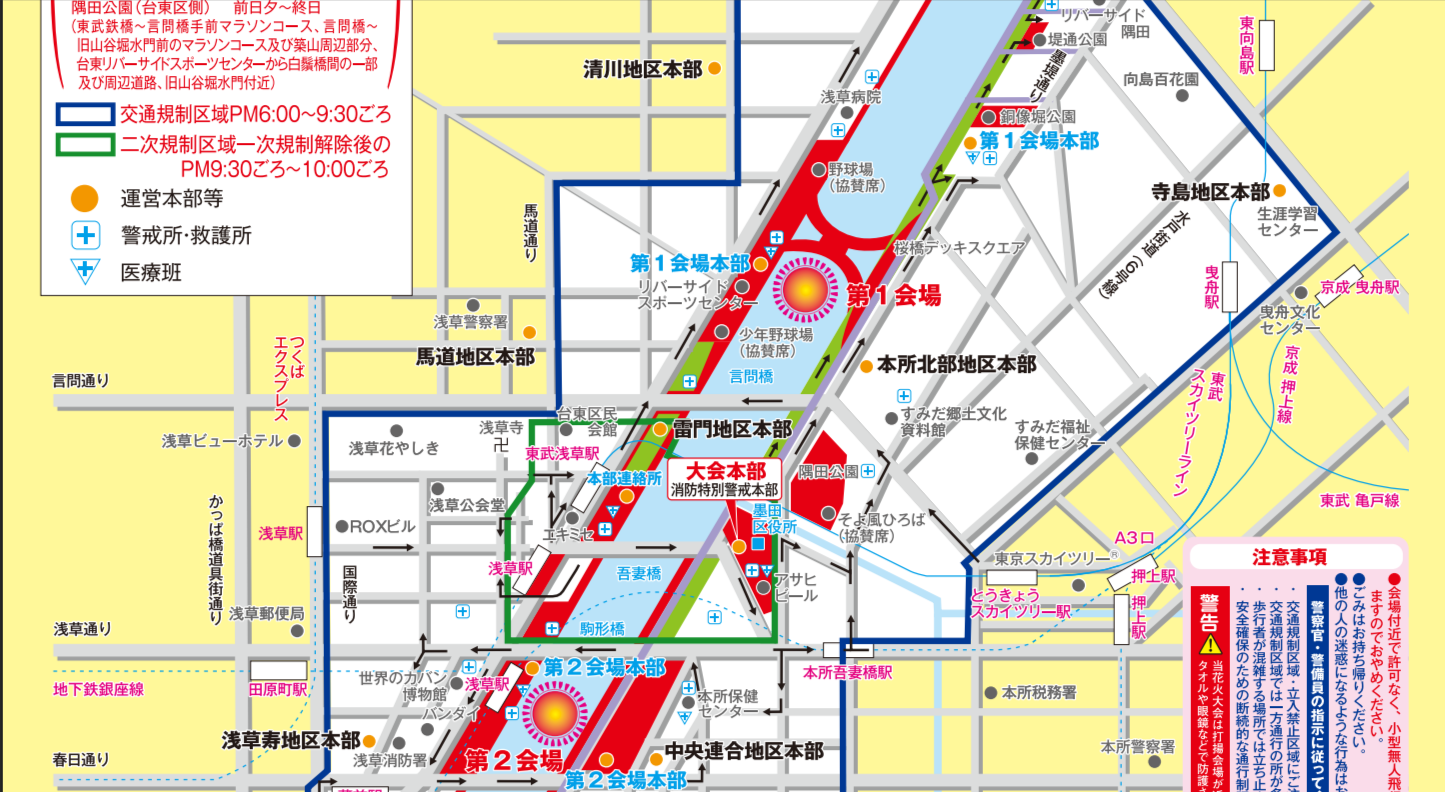 隅田公園(台東区側) 前日夕〜終日
(東武鉄橋〜言問橋手前マラソンコース、言問橋〜
旧山谷堀水門前のマラソンコース及び築山周辺部分、
台東リバーサイドスポーツセンターから白鬚橋間の一部
及び周辺道路、旧山谷堀水門付近)
交通規制区域PM6:00〜9:30ごろ
二次規制区域一次規制解除後の
PM9:30ごろ〜10:00ごろ
運営本部等
警戒所・救護所
医療班
清川地区本部
浅草病院
野球場
(協賛席)
リバーサイド
隅田
堤通公園
墨堤通り
銅像堀公園
第1会場本部
東向島駅
向島百花園
寺島地区本部
生涯学習
センター
水戸街道(6号線)
桜橋デッキスクエア
曳舟駅
京成 曳舟駅
曳舟文化
センター
京成 押上線
東武
スカイツリーライン
東武 亀戸線
馬道通り
第1会場本部
リバーサイド
スポーツセンター
第1会場
少年野球場
(協賛席)
浅草警察署
馬道地区本部
言問橋
本所北部地区本部
つくば
エクスプレス
言問通り
浅草ビューホテル
浅草花やしき
浅草寺
卍
台東区民
会館
雷門地区本部
東武浅草駅
本部連絡所
大会本部
消防特別警戒本部
隅田公園
すみだ郷土文化
資料館
すみだ福祉
保健センター
かっぱ橋道具街通り
浅草公会堂
ROXビル
エキミセ
墨田
区役所
そよ風ひろば
(協賛席)
浅草駅
浅草駅
吾妻橋
アサヒ
ビール
東京スカイツリー®
A3口
押上駅
押上駅
とうきょう
スカイツリー駅
国際通り
浅草郵便局
浅草通り
駒形橋
本所吾妻橋駅
地下鉄銀座線
田原町駅
世界のカバン
博物館
浅草駅
第2会場本部
バンダイ
本所保健
センター
本所税務署
浅草寿地区本部
浅草消防署
第2会場
中央連合地区本部
第2会場本部
春日通り
本所警察署
注意事項
●会場付近で許可なく、小型無人飛
ますのでおやめください。
●ごみはお持ち帰りください。
●他の人の迷惑になるような行為はお
警察官・警備員の指示に従って
・交通規制区域・立入禁止区域に
・交通規制区域では一方通行の所が
・歩行者が混雑する場所では立ち止
・安全確保のための断続的な通行制
警告
当花火大会は打揚会場が
タオルや眼鏡などで防護